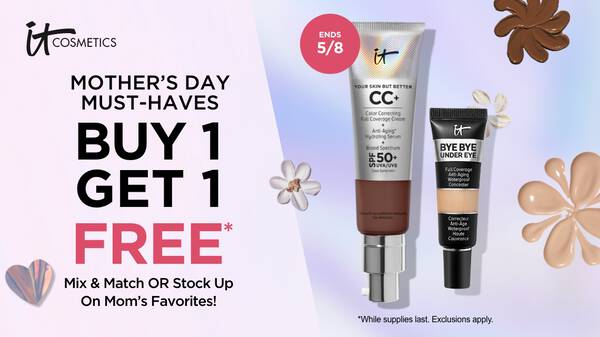 it COSMETICS
MOTHER'S DAY
MUST-HAVES
BUY 1
GET 1
FREE*
Mix & Match OR Stock Up
On Mom's Favorites!
ENDS
5/8
it
YOUR SKIN BUT BETTER
CC+
Color Correcting
Full Coverage Cream
+
Anti-Aging*
Hydrating Serum
+
Broad Spectrum
SPF 50+
UVA/UVB
it
BYE BYE
UNDER EYE
Full Coverage
Anti-Aging
Waterproof
Concealer
Correcteur
Anti-Âge
Waterproof
Haute
Couvrance
*While supplies last. Exclusions apply.